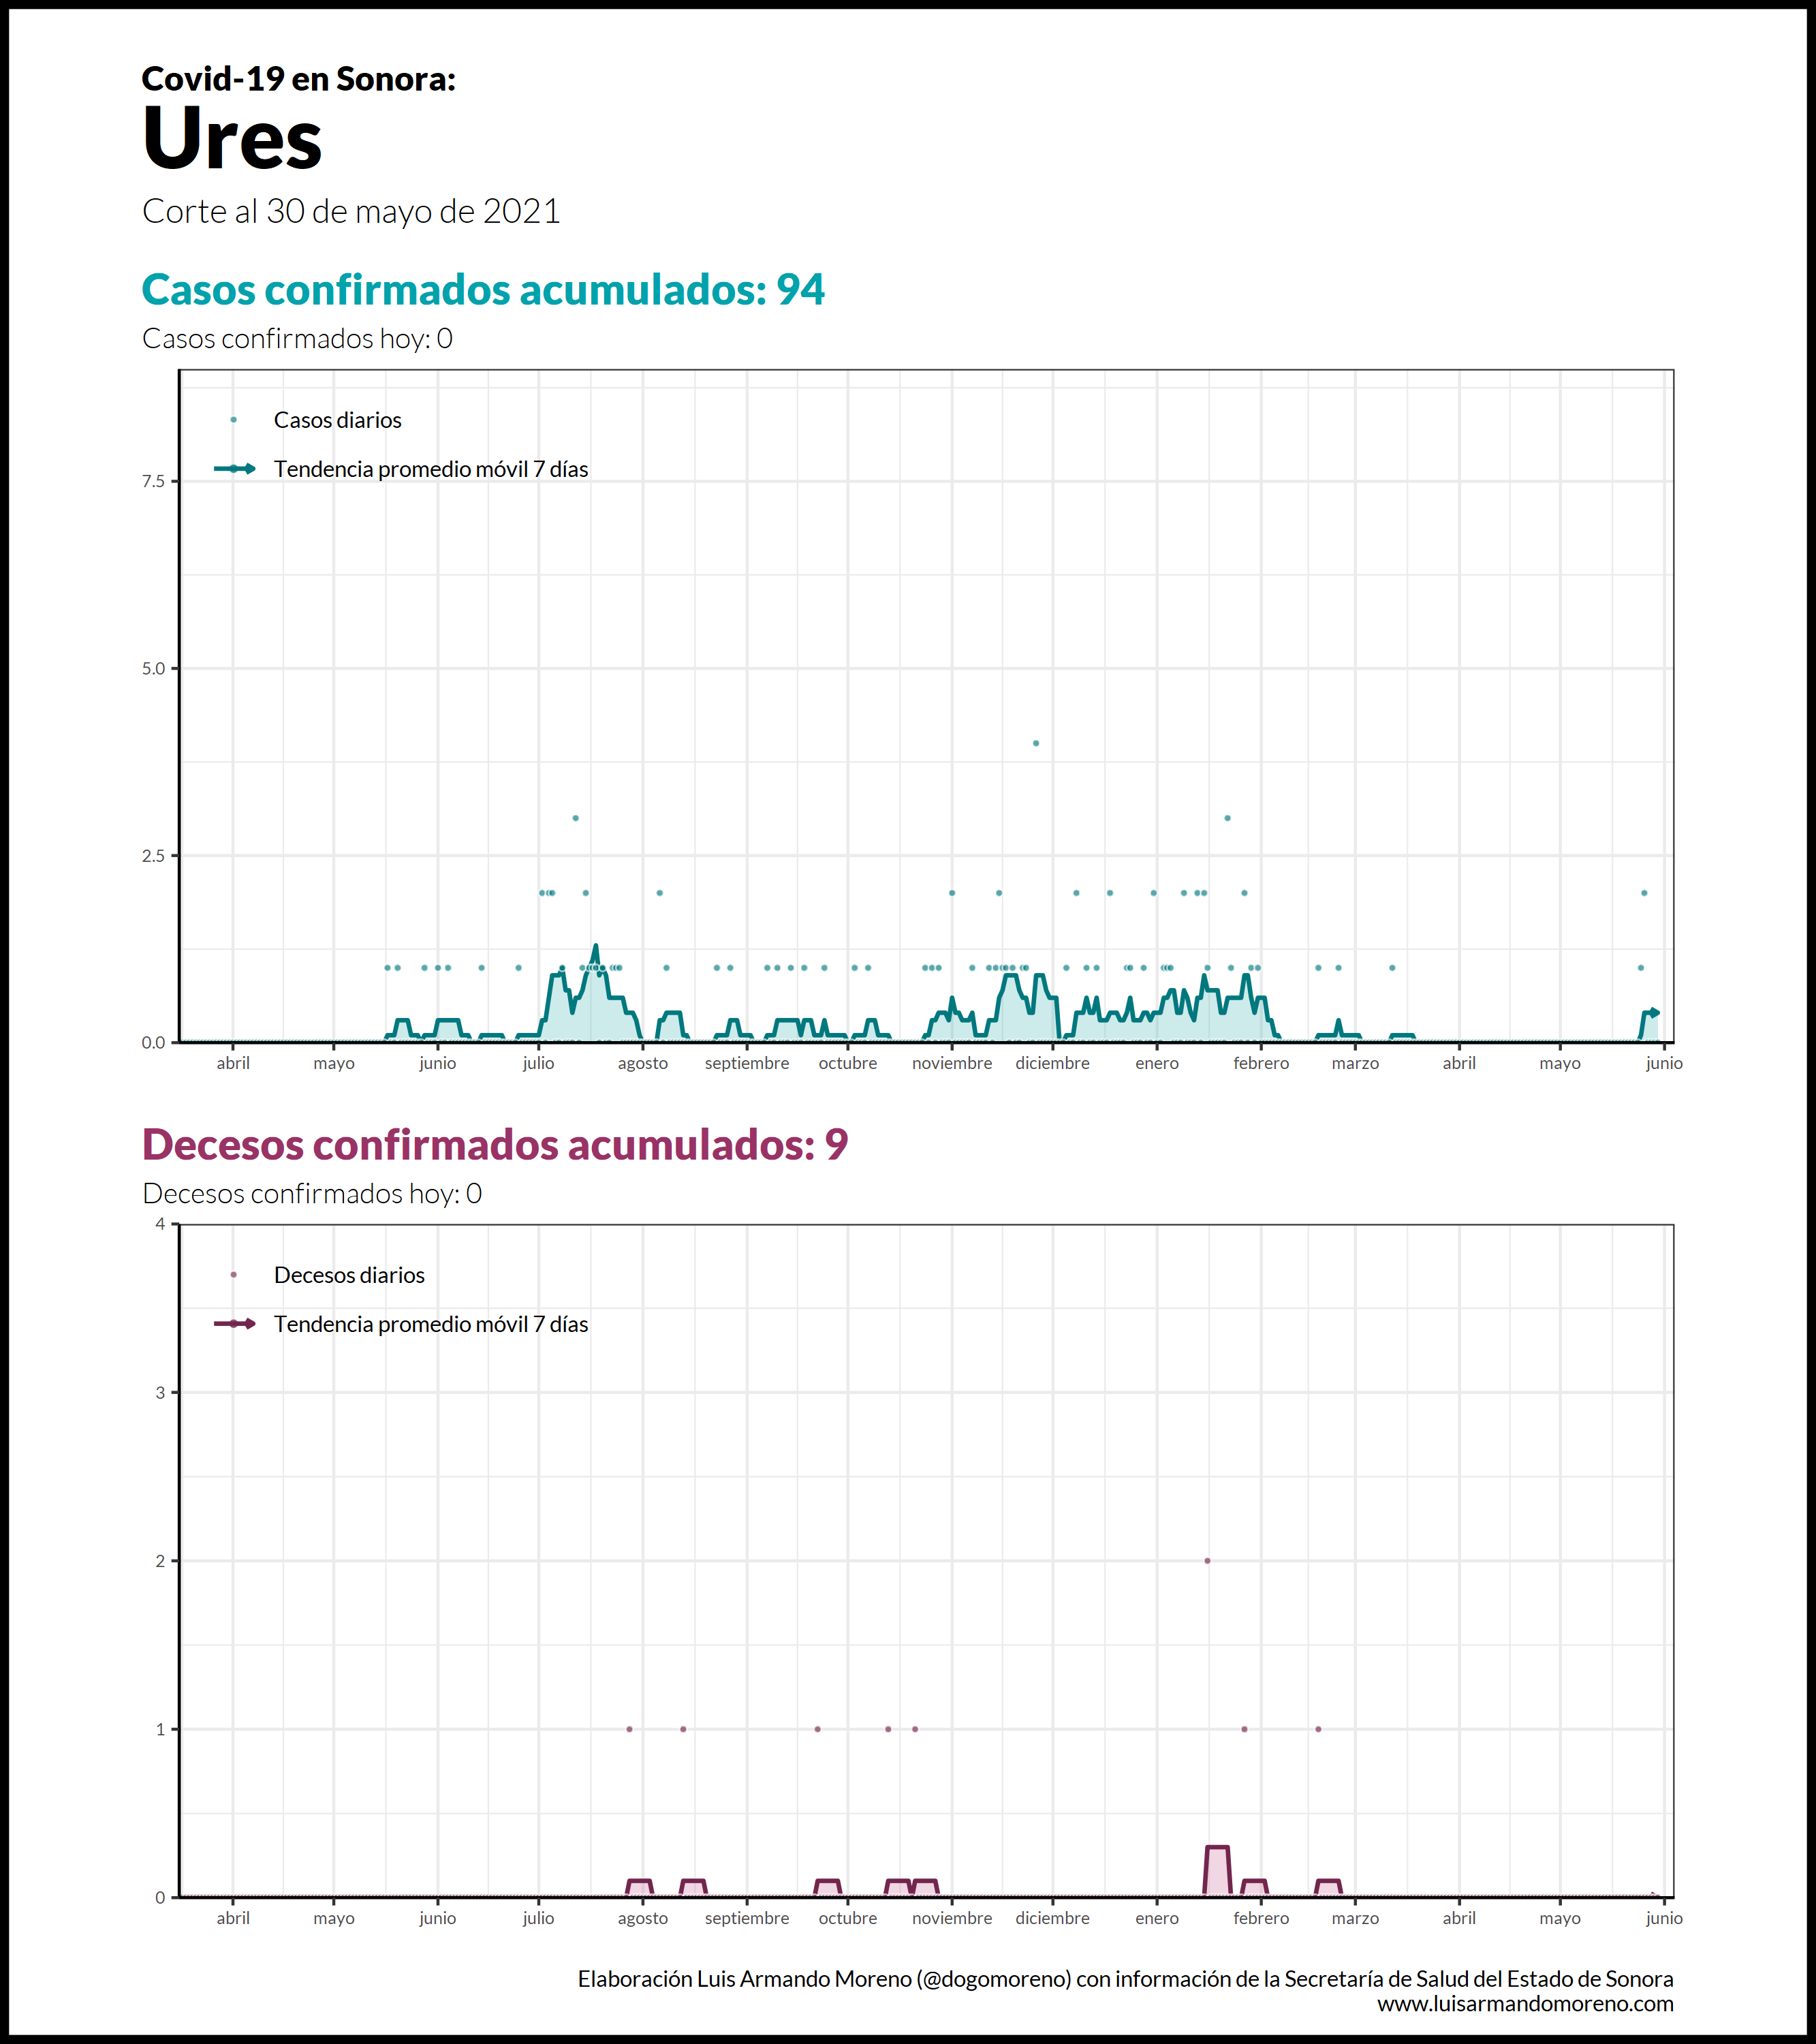 Covid-19 en Sonora:
Ures
Corte al 30 de mayo de 2021
Casos confirmados acumulados: 94
Casos confirmados hoy: 0
Casos diarios
Tendencia promedio móvil 7 días
7.5
5.0
2.5
0.0
abril mayo junio julio agosto septiembre octubre noviembre diciembre enero febrero marzo abril mayo junio
Decesos confirmados acumulados: 9
Decesos confirmados hoy: 0
4
Decesos diarios
Tendencia promedio móvil 7 días
3
2
1
0
abril mayo junio julio agosto septiembre octubre noviembre diciembre enero febrero marzo abril mayo junio
Elaboración Luis Armando Moreno (@dogomoreno) con información de la Secretaría de Salud del Estado de Sonora
www.luisarmandomoreno.com